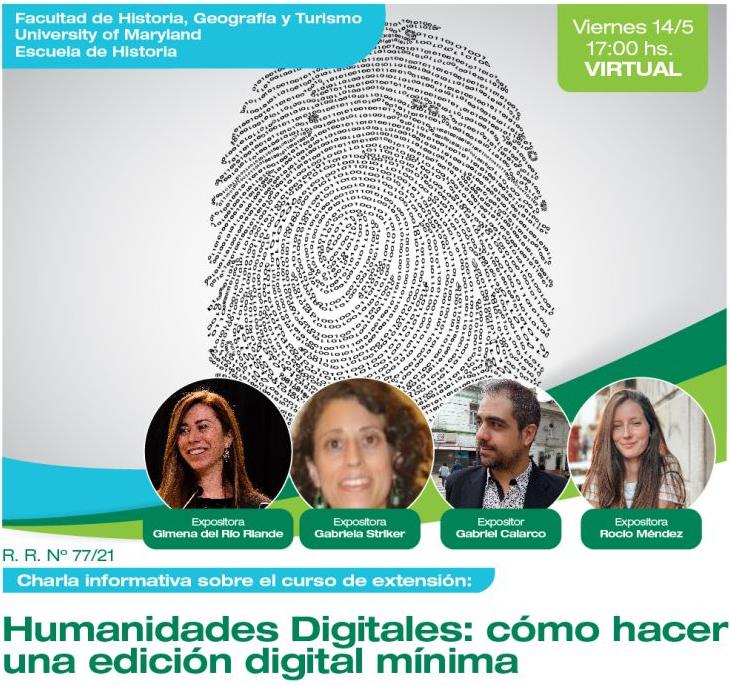 Facultad de Historia, Geografía y Turismo
University of Maryland
Escuela de Historia
Viernes 14/5
17:00 hs.
VIRTUAL
Expositora
Gimena del Río Riande
Expositora
Gabriela Striker
Expositor
Gabriel Calarco
Expositora
Rocío Méndez
R. R. Nº 77/21
Charla informativa sobre el curso de extensión:
Humanidades Digitales: cómo hacer
una edición digital mínima